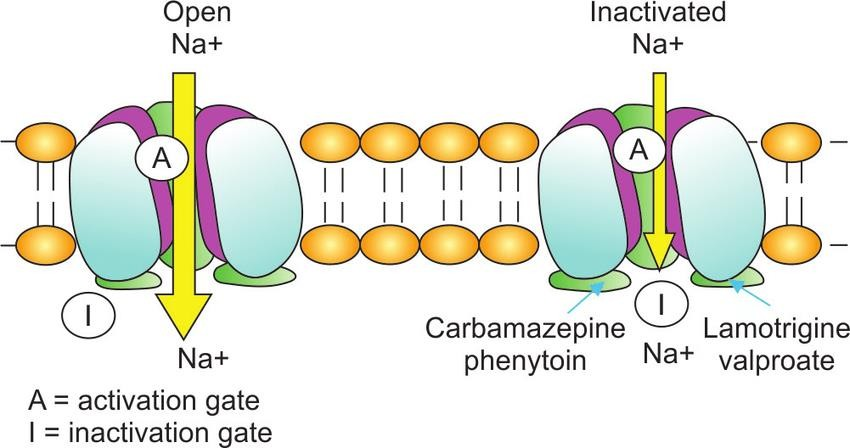 Open
Na+
Inactivated
Na+
A
A
I
Na+
I
Carbamazepine
phenytoin
Na+
Lamotrigine
valproate
A = activation gate
I = inactivation gate